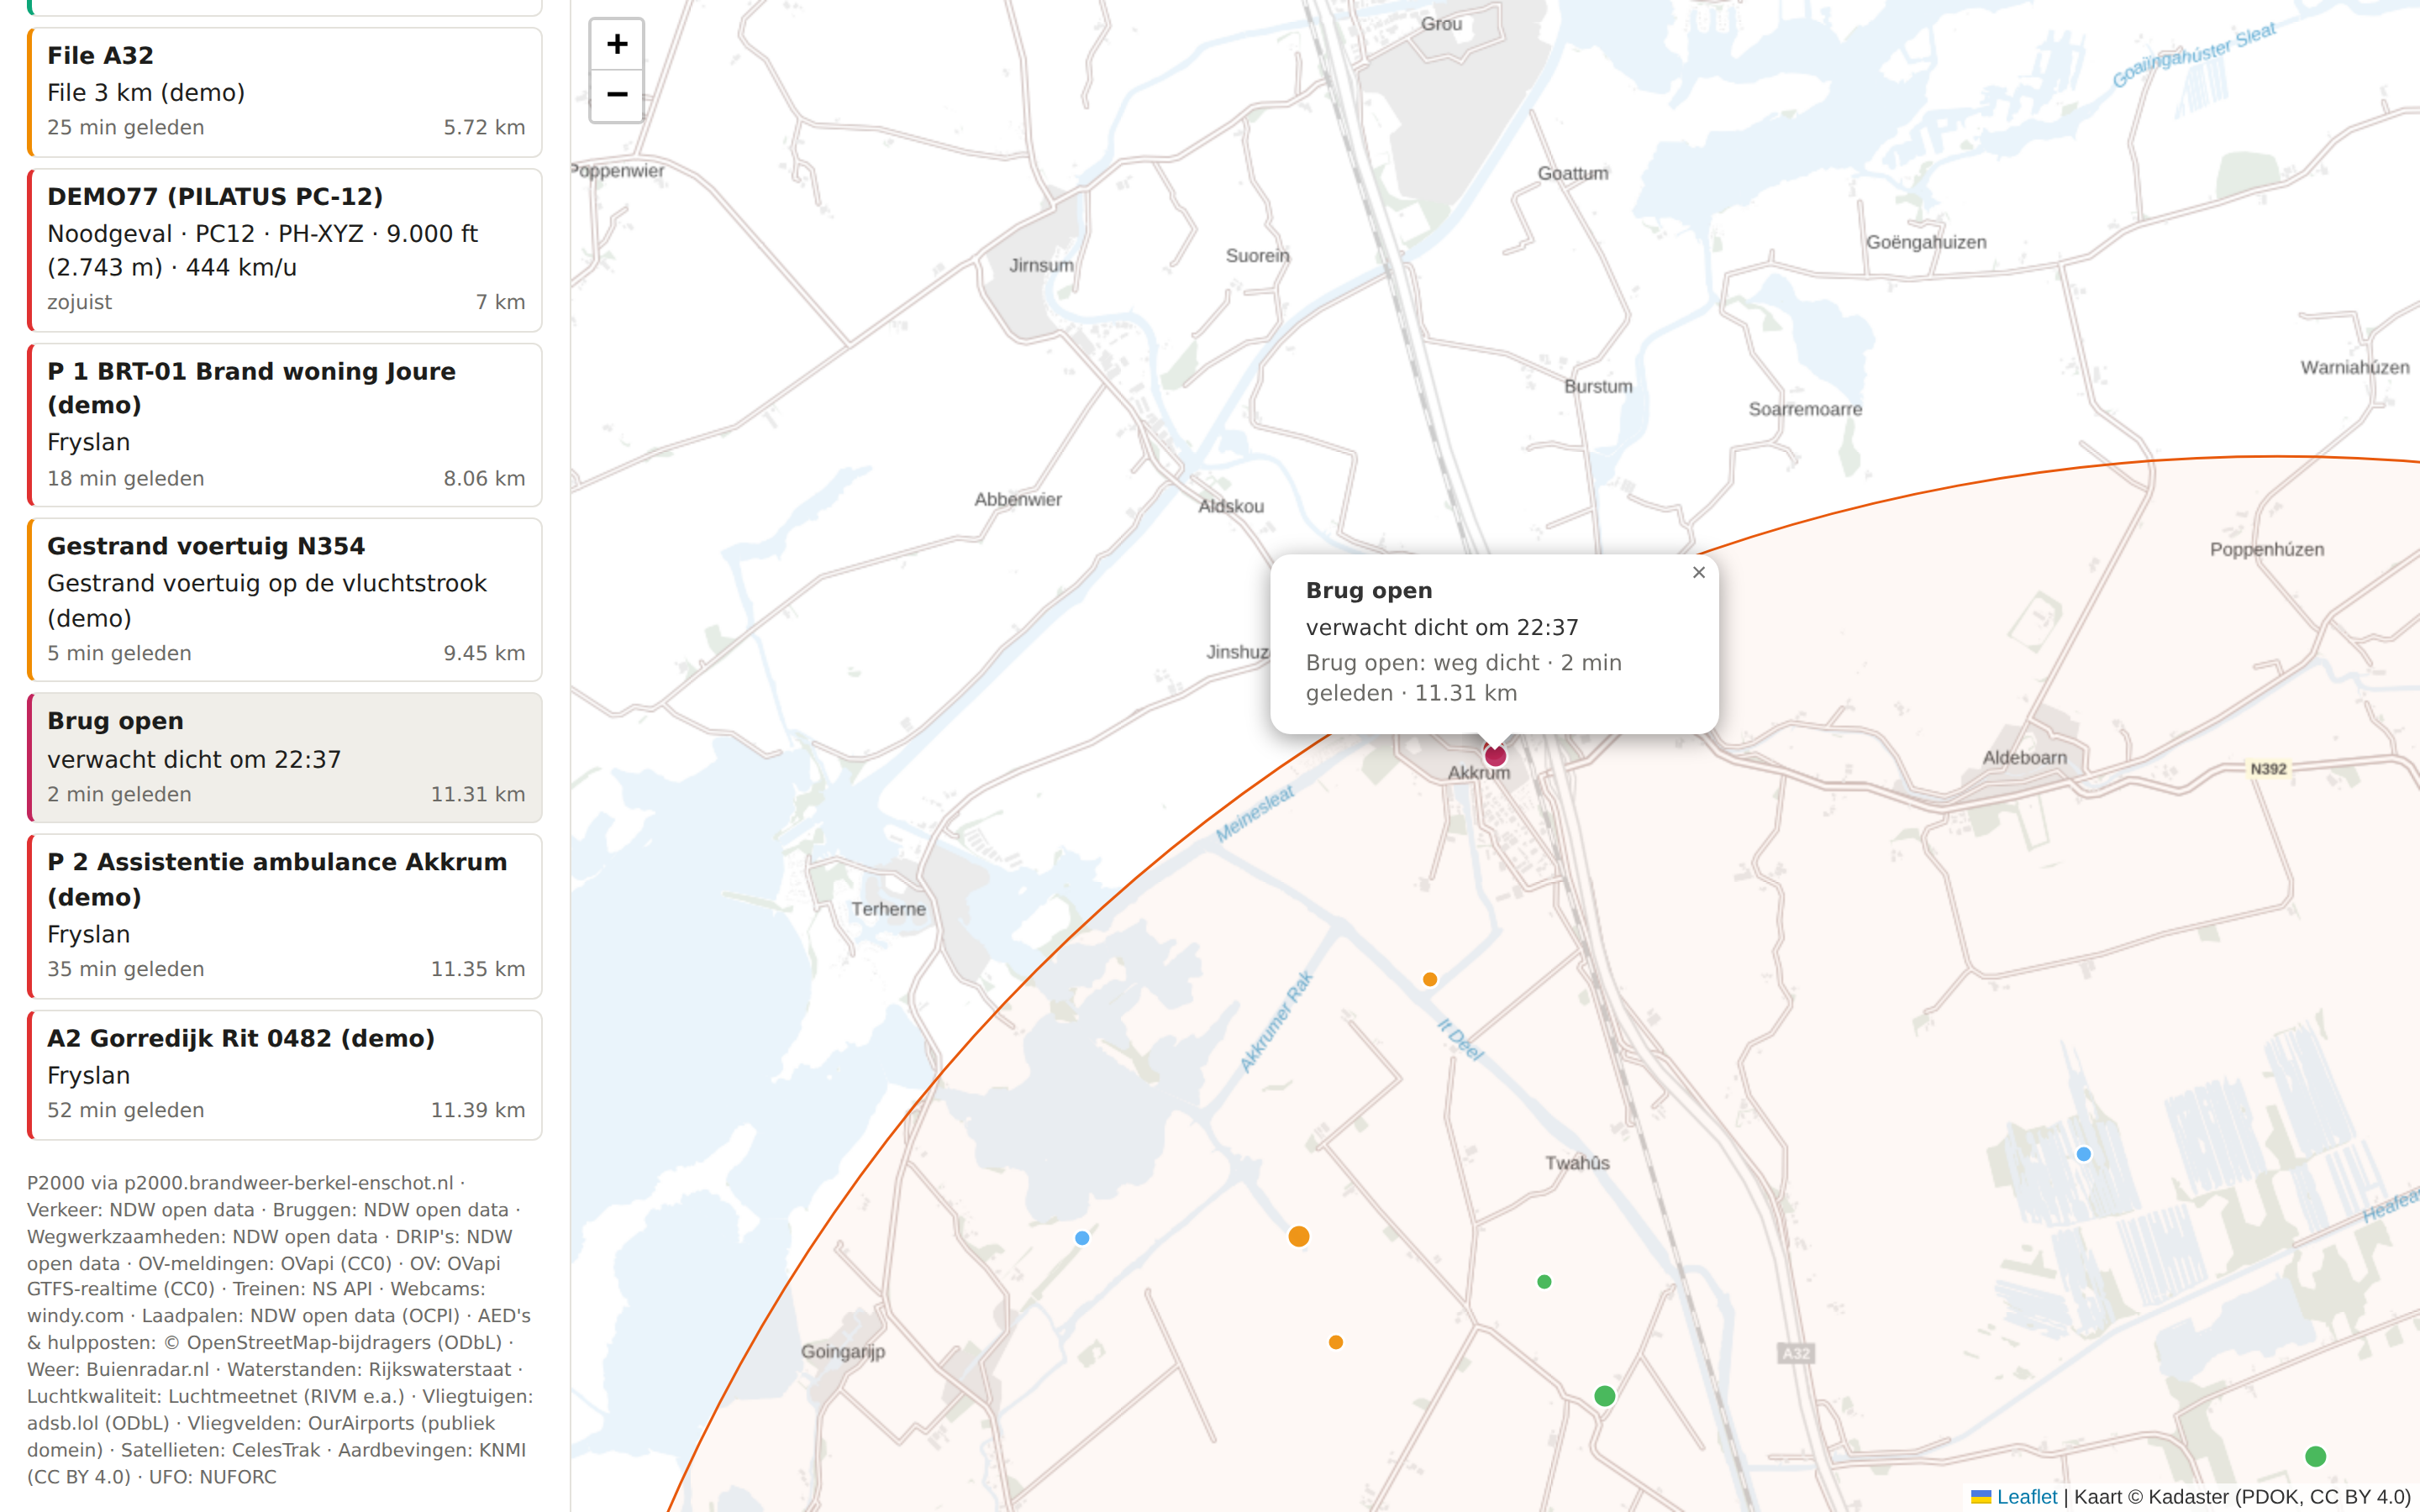 File A32
File 3 km (demo)
25 min geleden 5.72 km
DEMO77 (PILATUS PC-12)
Noodgeval · PC12 · PH-XYZ · 9.000 ft
(2.743 m) · 444 km/u
zojuist 7 km
P 1 BRT-01 Brand woning Joure
(demo)
Fryslan
18 min geleden 8.06 km
Gestrand voertuig N354
Gestrand voertuig op de vluchtstrook
(demo)
5 min geleden 9.45 km
Brug open
verwacht dicht om 22:37
2 min geleden 11.31 km
P 2 Assistentie ambulance Akkrum
(demo)
Fryslan
35 min geleden 11.35 km
A2 Gorredijk Rit 0482 (demo)
Fryslan
52 min geleden 11.39 km
P2000 via p2000.brandweer-berkel-enschot.nl ·
Verkeer: NDW open data · Bruggen: NDW open data ·
Wegwerkzaamheden: NDW open data · DRIP's: NDW
open data · OV-meldingen: OVapi (CC0) · OV: OVapi
GTFS-realtime (CC0) · Treinen: NS API · Webcams:
windy.com · Laadpalen: NDW open data (OCPI) · AED's
& hulpposten: © OpenStreetMap-bijdragers (ODbL) ·
Weer: Buienradar.nl · Waterstanden: Rijkswaterstaat ·
Luchtkwaliteit: Luchtmeetnet (RIVM e.a.) · Vliegtuigen:
adsb.lol (ODbL) · Vliegvelden: OurAirports (publiek
domein) · Satellieten: CelesTrak · Aardbevingen: KNMI
(CC BY 4.0) · UFO: NUFORC
+
−
Grou
Goaiïngahúster Sleat
Poppenwier
Goattum
Goëngahuizen
Suorein
Jirnsum
Warniahúzen
Burstum
Soarremoarre
Abbenwier
Aldskou
Poppenhúzen
Jinshuz
Brug open
×
verwacht dicht om 22:37
Brug open: weg dicht · 2 min
geleden · 11.31 km
Akkrum
Aldeboarn
N392
Meinesleat
Terherne
Akkrumer Rak
It Deel
Twahûs
Heafea
Goingarijp
A32
Leaflet | Kaart © Kadaster (PDOK, CC BY 4.0)